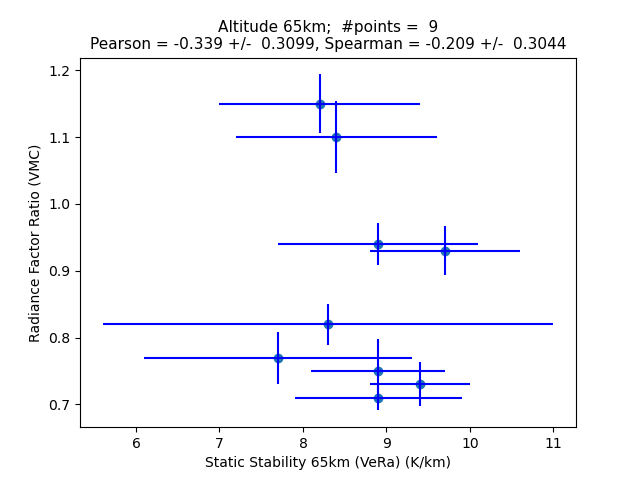 Altitude 65km;  #points =  9
Pearson = -0.339 +/-  0.3099, Spearman = -0.209 +/-  0.3044
1.2
1.1
1.0
0.9
0.8
0.7
Radiance Factor Ratio (VMC)
6 7 8 9 10 11
Static Stability 65km (VeRa) (K/km)